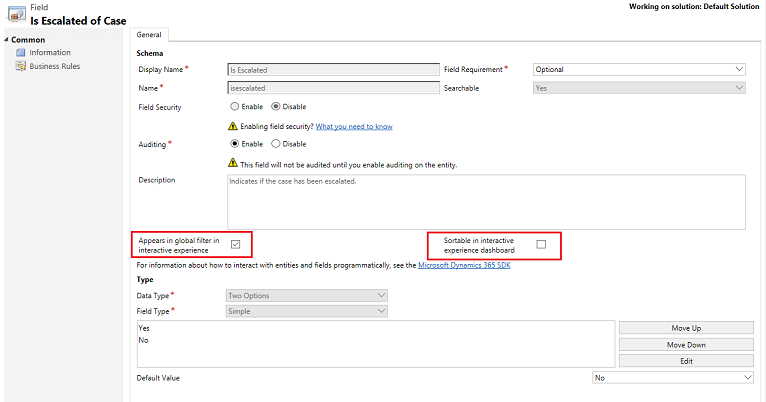 Field
Working on solution: Default Solution
Is Escalated of Case
Common
Information
Business Rules
General
Schema
Display Name * Is Escalated Field Requirement * Optional
Name * isescalated Searchable Yes
Field Security Enable Disable
Enabling field security? What you need to know
Auditing * Enable Disable
This field will not be audited until you enable auditing on the entity.
Description Indicates if the case has been escalated.
Appears in global filter in
interactive experience
Sortable in interactive
experience dashboard
For information about how to interact with entities and fields programmatically, see the Microsoft Dynamics 365 SDK
Type
Data Type * Two Options
Field Type * Simple
Yes
No
Move Up
Move Down
Edit
Default Value No